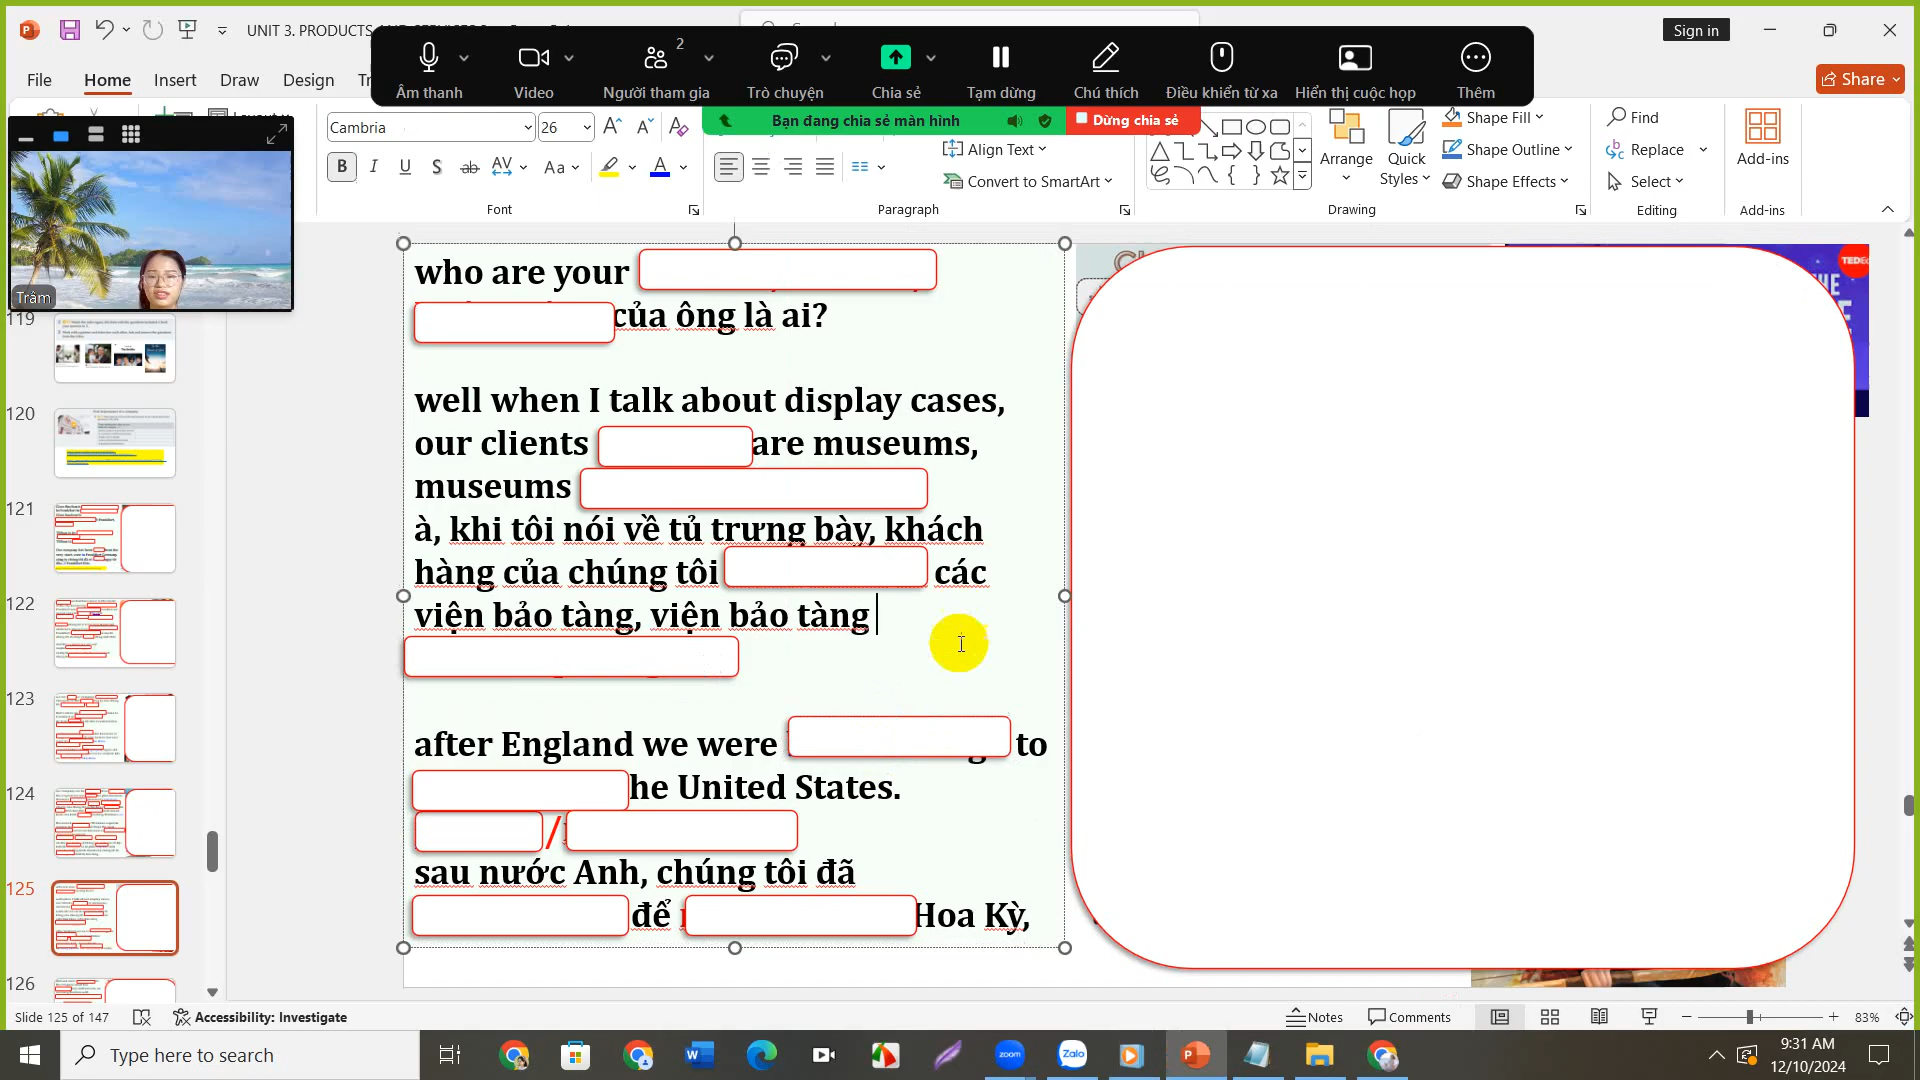 UNIT 3. PRODUCTS
Sign in
File
Home
Insert
Draw
Design
Share
2
Âm thanh
Video
Người tham gia
Trò chuyện
Chia sẻ
Tạm dừng
Chú thích
Điều khiển từ xa
Hiển thị cuộc họp
Thêm
Bạn đang chia sẻ màn hình
Dừng chia sẻ
Cambria
26
Align Text
Convert to SmartArt
Arrange
Quick Styles
Shape Fill
Shape Outline
Shape Effects
Find
Replace
Select
Add-ins
Font
Paragraph
Drawing
Editing
Add-ins
Trâm
119
120
121
122
123
124
125
126
who are your
của ông là ai?
well when I talk about display cases,
our clients are museums,
museums
à, khi tôi nói về tủ trưng bày, khách
hàng của chúng tôi các
viện bảo tàng, viện bảo tàng
after England we were to
he United States.
/
sau nước Anh, chúng tôi đã
để Hoa Kỳ,
TEDEd
Slide 125 of 147
Accessibility: Investigate
Notes
Comments
83%
Type here to search
zoom
Zalo
9:31 AM
12/10/2024